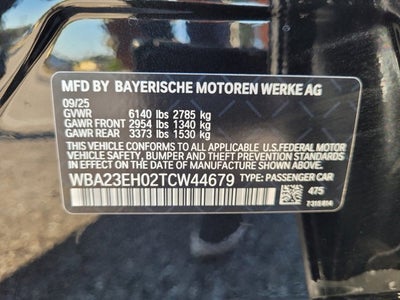 MFD BY BAYERISCHE MOTOREN WERKE AG
09/25
GVWR 6140 lbs 2785 kg
GAWR FRONT 2954 lbs 1340 kg
GAWR REAR 3373 lbs 1530 kg
THIS VEHICLE CONFORMS TO ALL APPLICABLE U.S.FEDERAL MOTOR
VEHICLE SAFETY, BUMPER AND THEFT PREVENTION STANDARDS
IN EFFECT ON THE DATE OF MANUFACTURE SHOWN ABOVE.
WBA23EH02TCW44679 TYPE: PASSENGER CAR
475